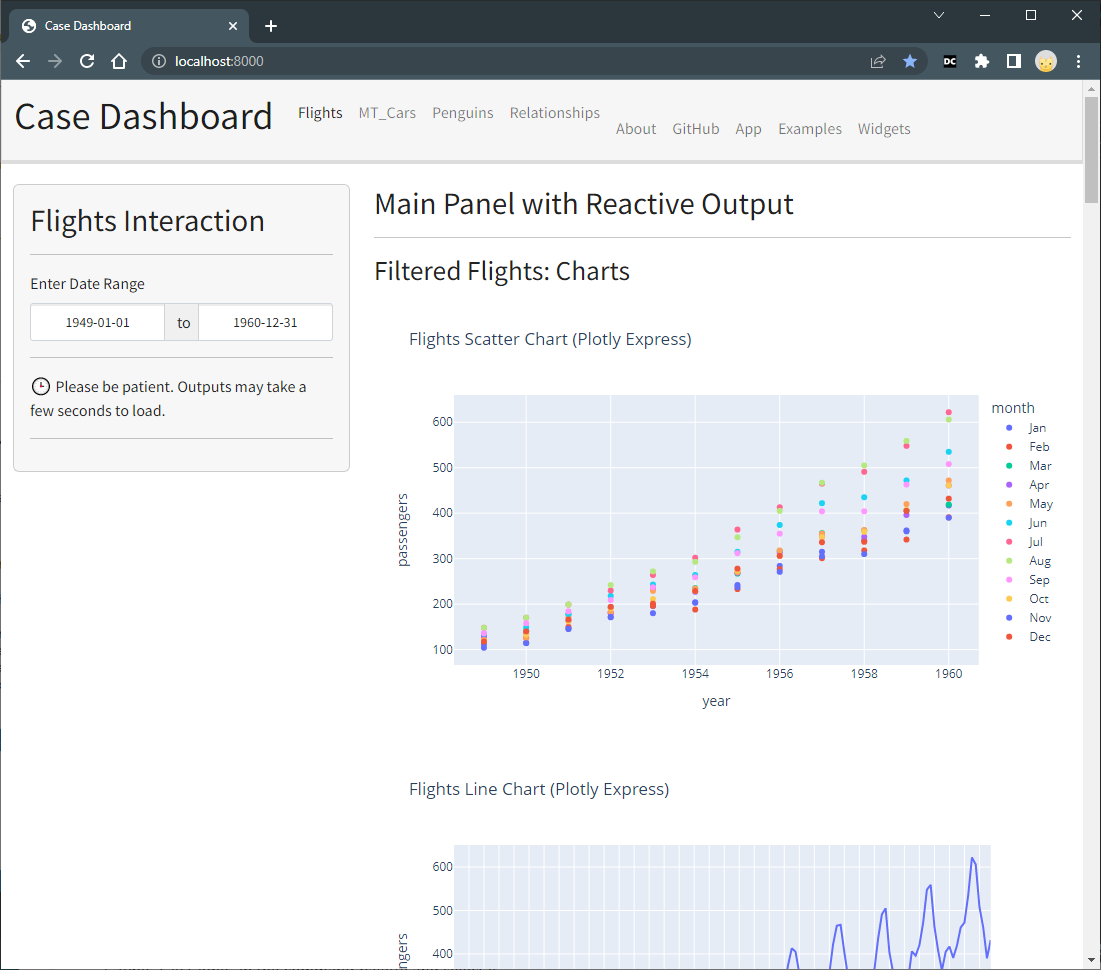 Case Dashboard
localhost:8000
DC
Case Dashboard
Flights MT_Cars Penguins Relationships
About GitHub App Examples Widgets
Flights Interaction
Enter Date Range
1949-01-01 to 1960-12-31
Please be patient. Outputs may take a
few seconds to load.
Main Panel with Reactive Output
Filtered Flights: Charts
Flights Scatter Chart (Plotly Express)
passengers
600
500
400
300
200
100
1950 1952 1954 1956 1958 1960
year
month
Jan
Feb
Mar
Apr
May
Jun
Jul
Aug
Sep
Oct
Nov
Dec
Flights Line Chart (Plotly Express)
600
500
400